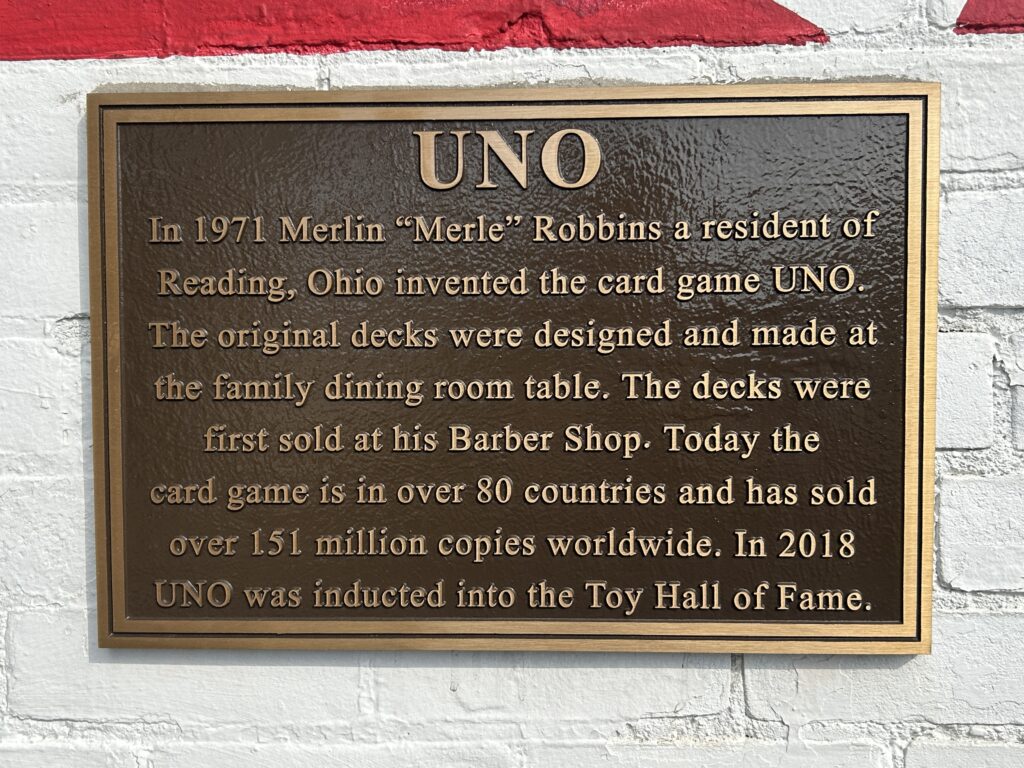 UNO
In 1971 Merlin “Merle” Robbins a resident of
Reading, Ohio invented the card game UNO.
The original decks were designed and made at
the family dining room table. The decks were
first sold at his Barber Shop. Today the
card game is in over 80 countries and has sold
over 151 million copies worldwide. In 2018
UNO was inducted into the Toy Hall of Fame.